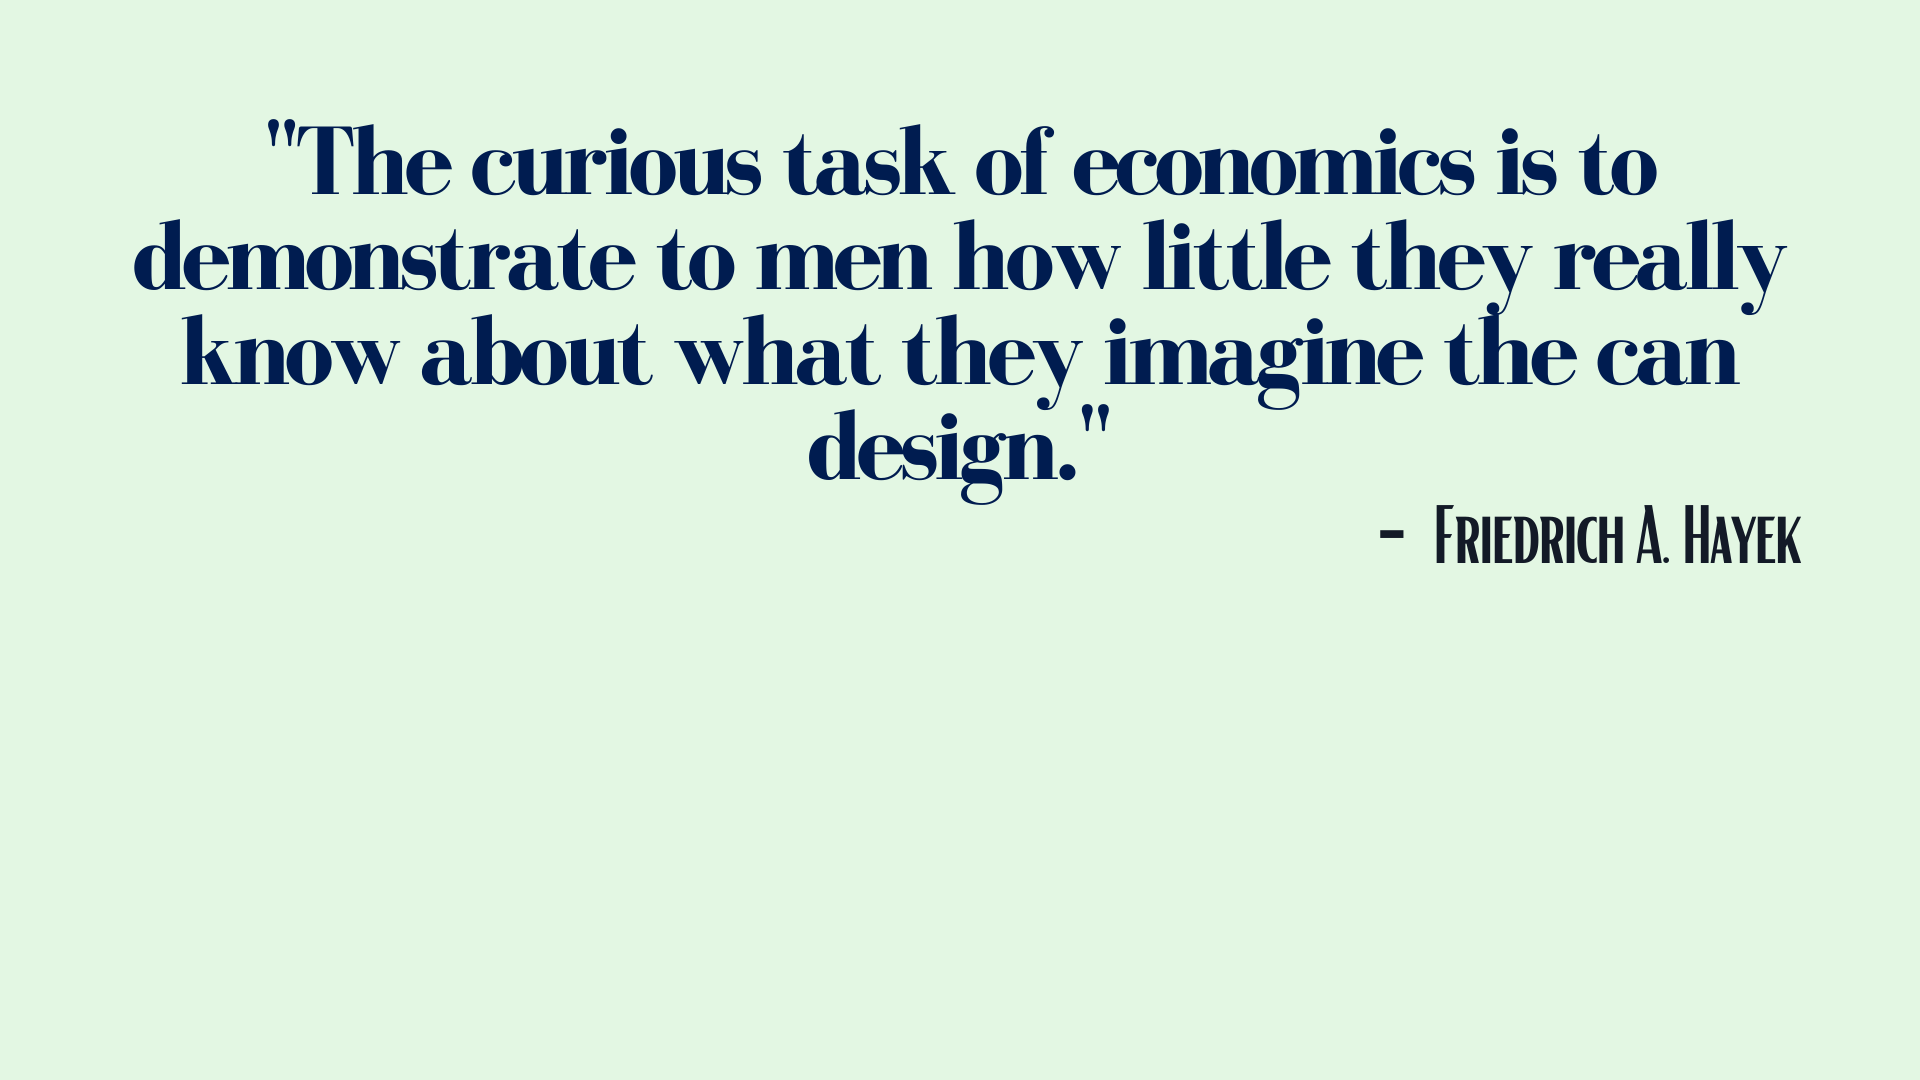 "The curious task of economics is to
demonstrate to men how little they really
know about what they imagine the can
design."
- Friedrich A. Hayek